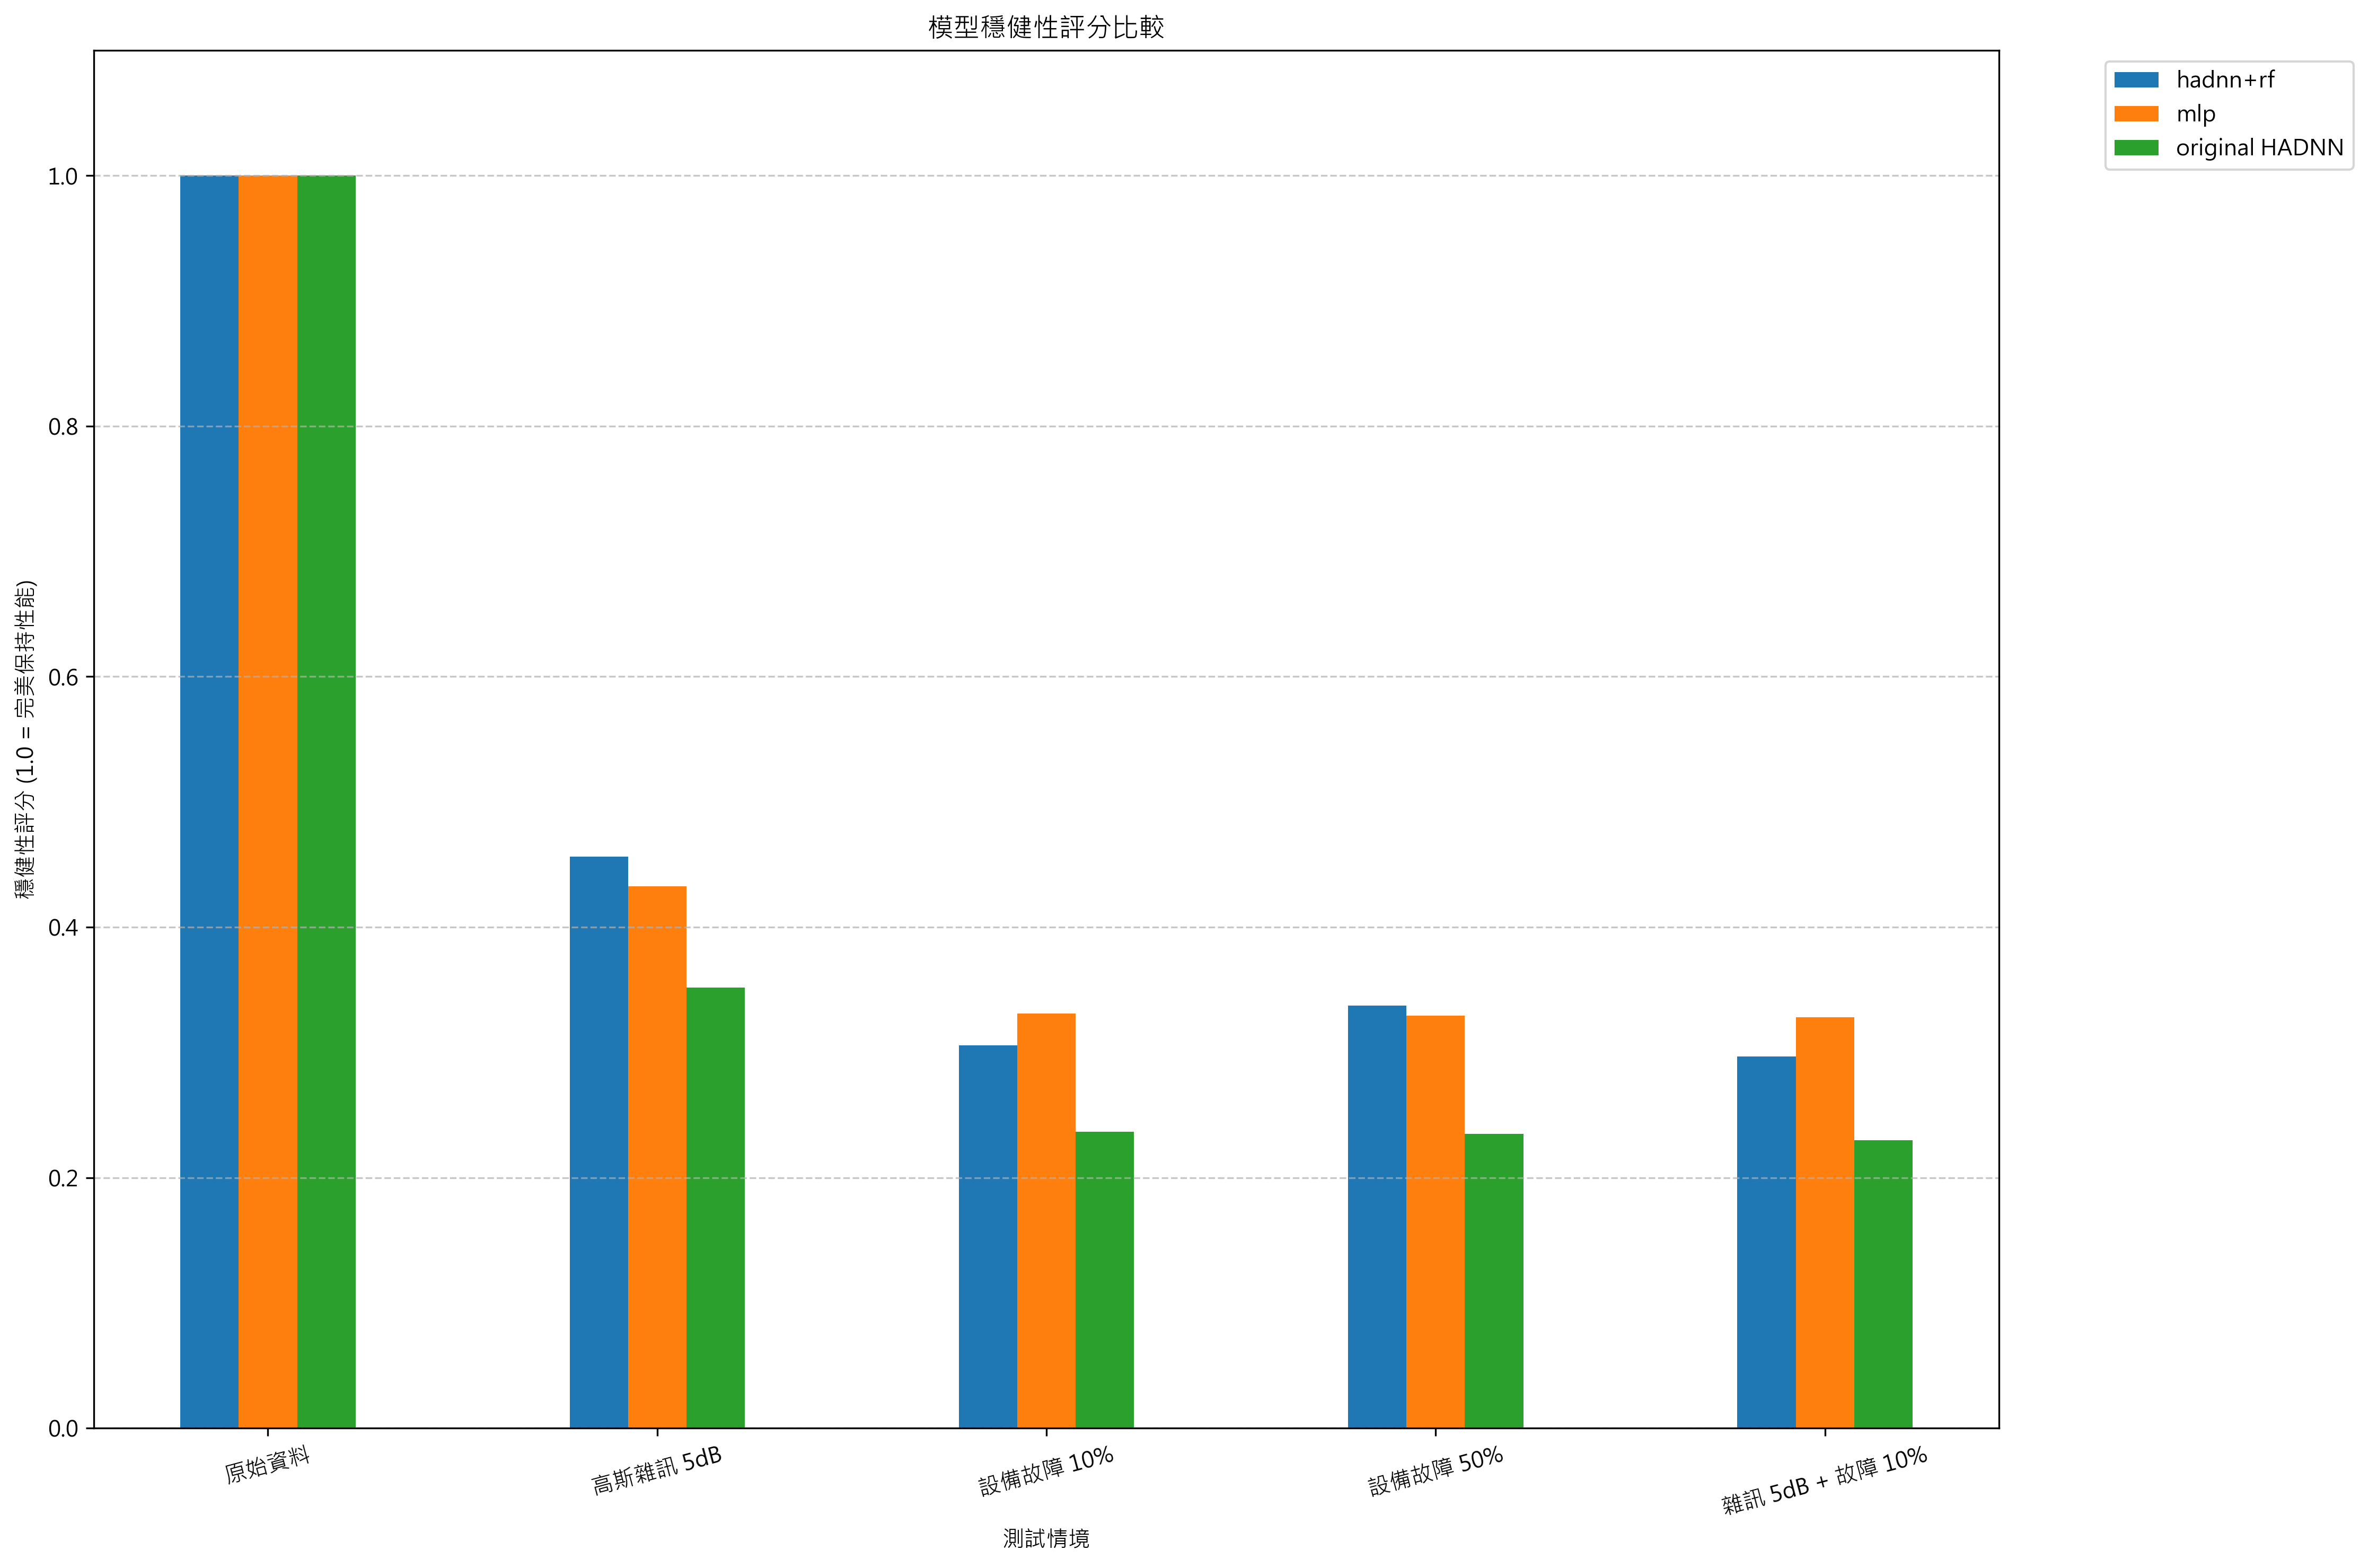 模型穩健性評分比較
hadnn+rf
mlp
original HADNN
穩健性評分 (1.0 = 完美保持性能)
1.0
0.8
0.6
0.4
0.2
0.0
原始資料
高斯雜訊 5dB
設備故障 10%
設備故障 50%
雜訊 5dB + 故障 10%
測試情境